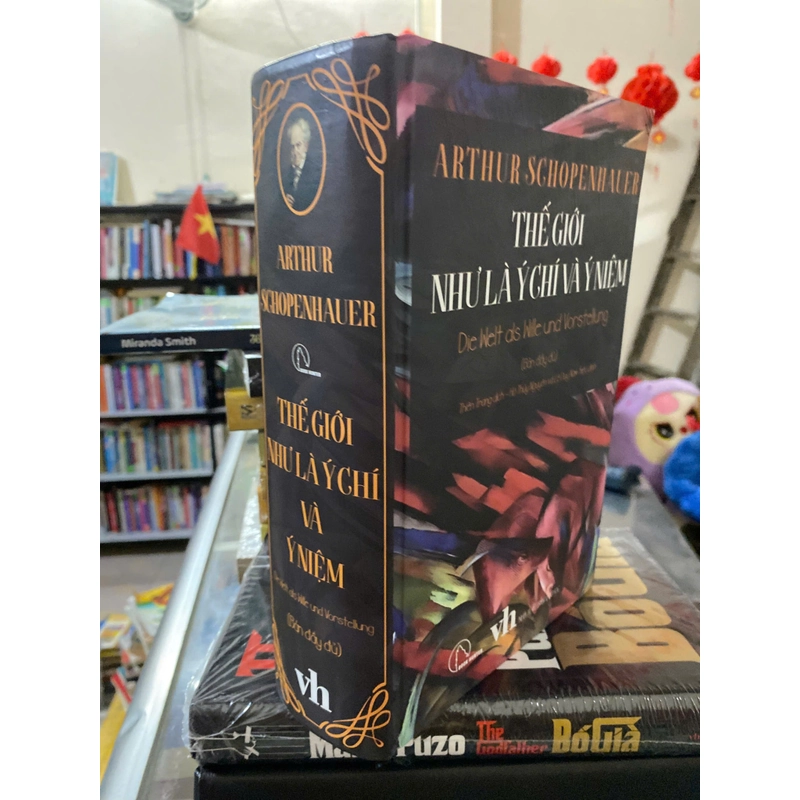 ARTHUR SCHOPENHAUER
THẾ GIỚI
NHƯ LÀ Ý CHÍ VÀ Ý NIỆM
Die Welt als Wille und Vorstellung
(Bản đầy đủ)
vh
ARTHUR
SCHOPENHAUER
THẾ GIỚI
NHƯ LÀ Ý CHÍ
VÀ
Ý NIỆM
Die Welt als Wille und Vorstellung
(Bản đầy đủ)
vh
Miranda Smith
PUZO
The
Godfather
BỐ GIÀ